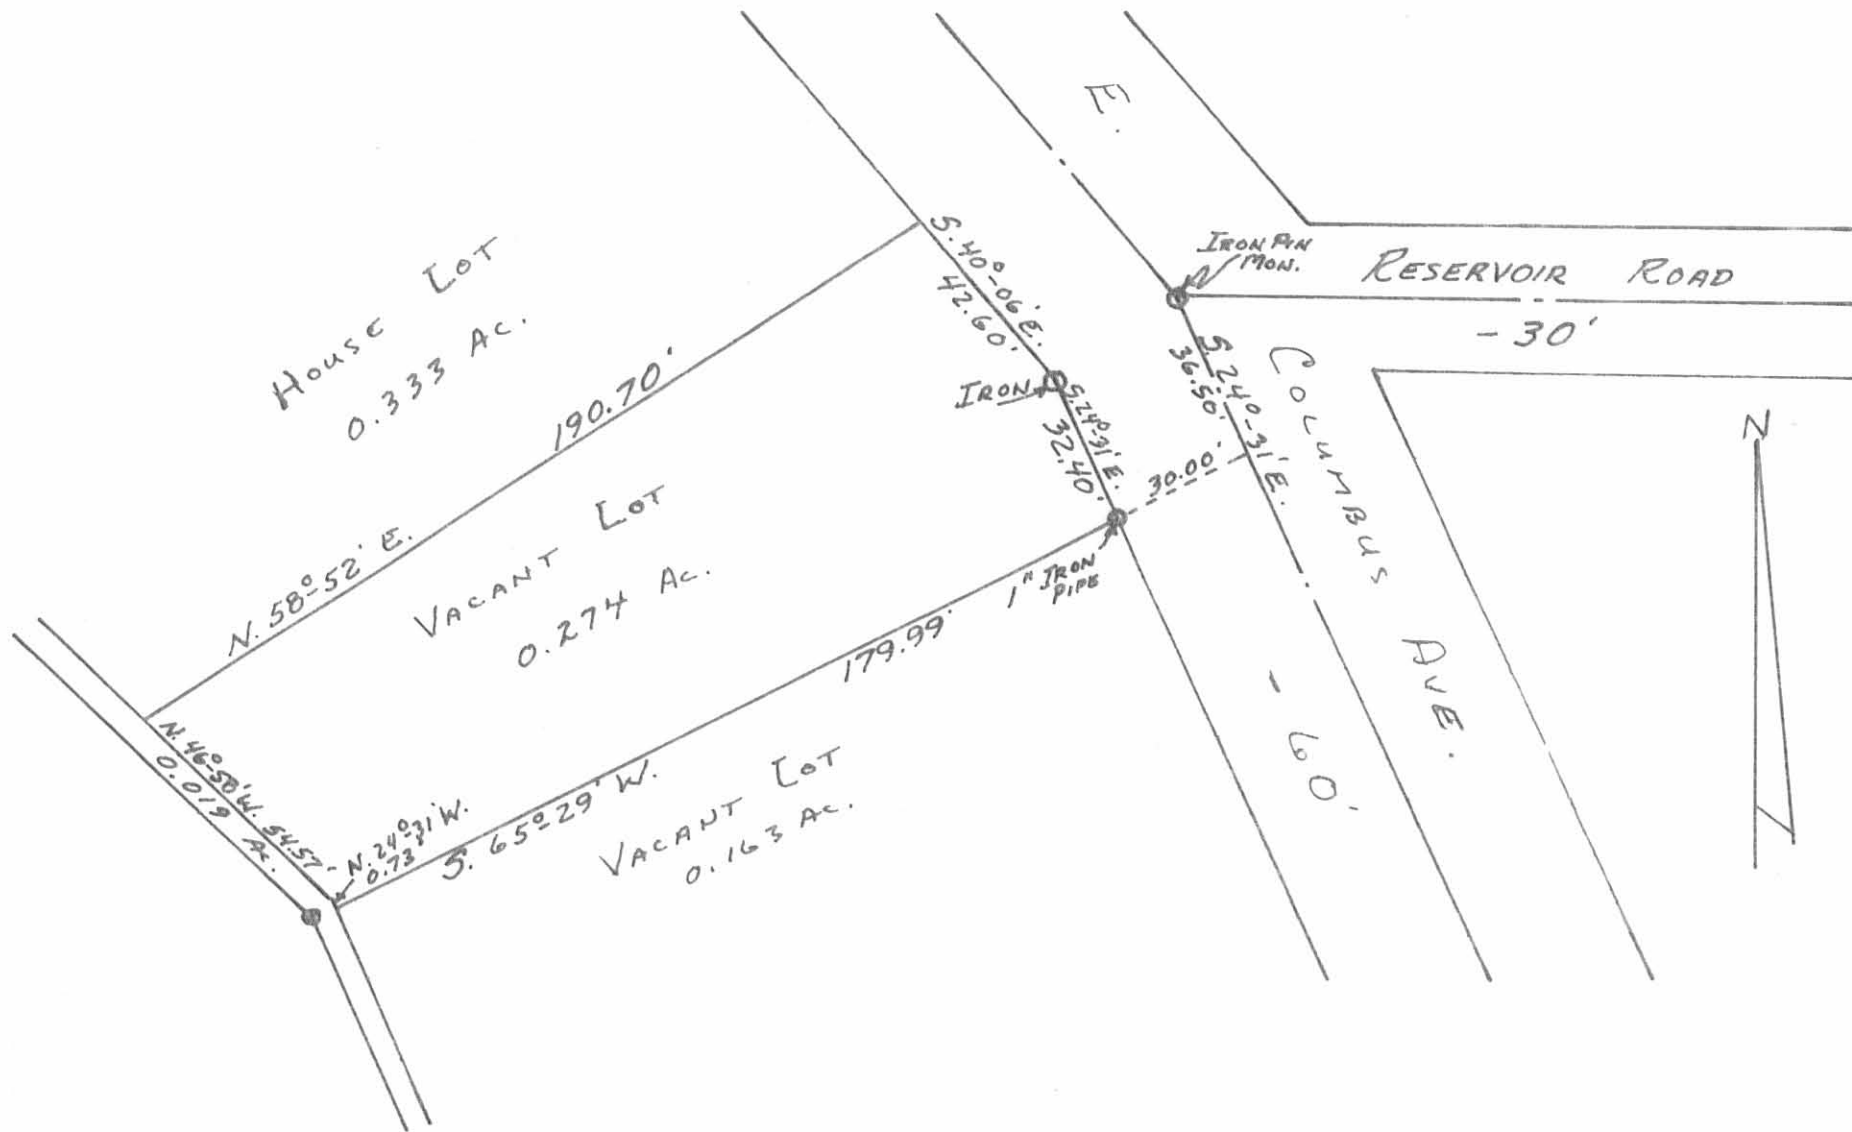 E. COLUMBUS AVE. - 60'
IRON PIN
MON.
RESERVOIR ROAD
- 30'
S. 40°-06' E.
42.60'
IRON
S. 24°-31' E.
32.40'
S. 24°-31' E.
36.50'
30.00'
1" IRON
PIPE
N
HOUSE LOT
0.333 AC.
N. 58°-52' E. 190.70'
VACANT LOT
0.274 AC.
S. 65°-29' W. 179.99'
VACANT LOT
0.163 AC.
N. 24°-31' W.
0.73'
54.57'
0.019 AC.